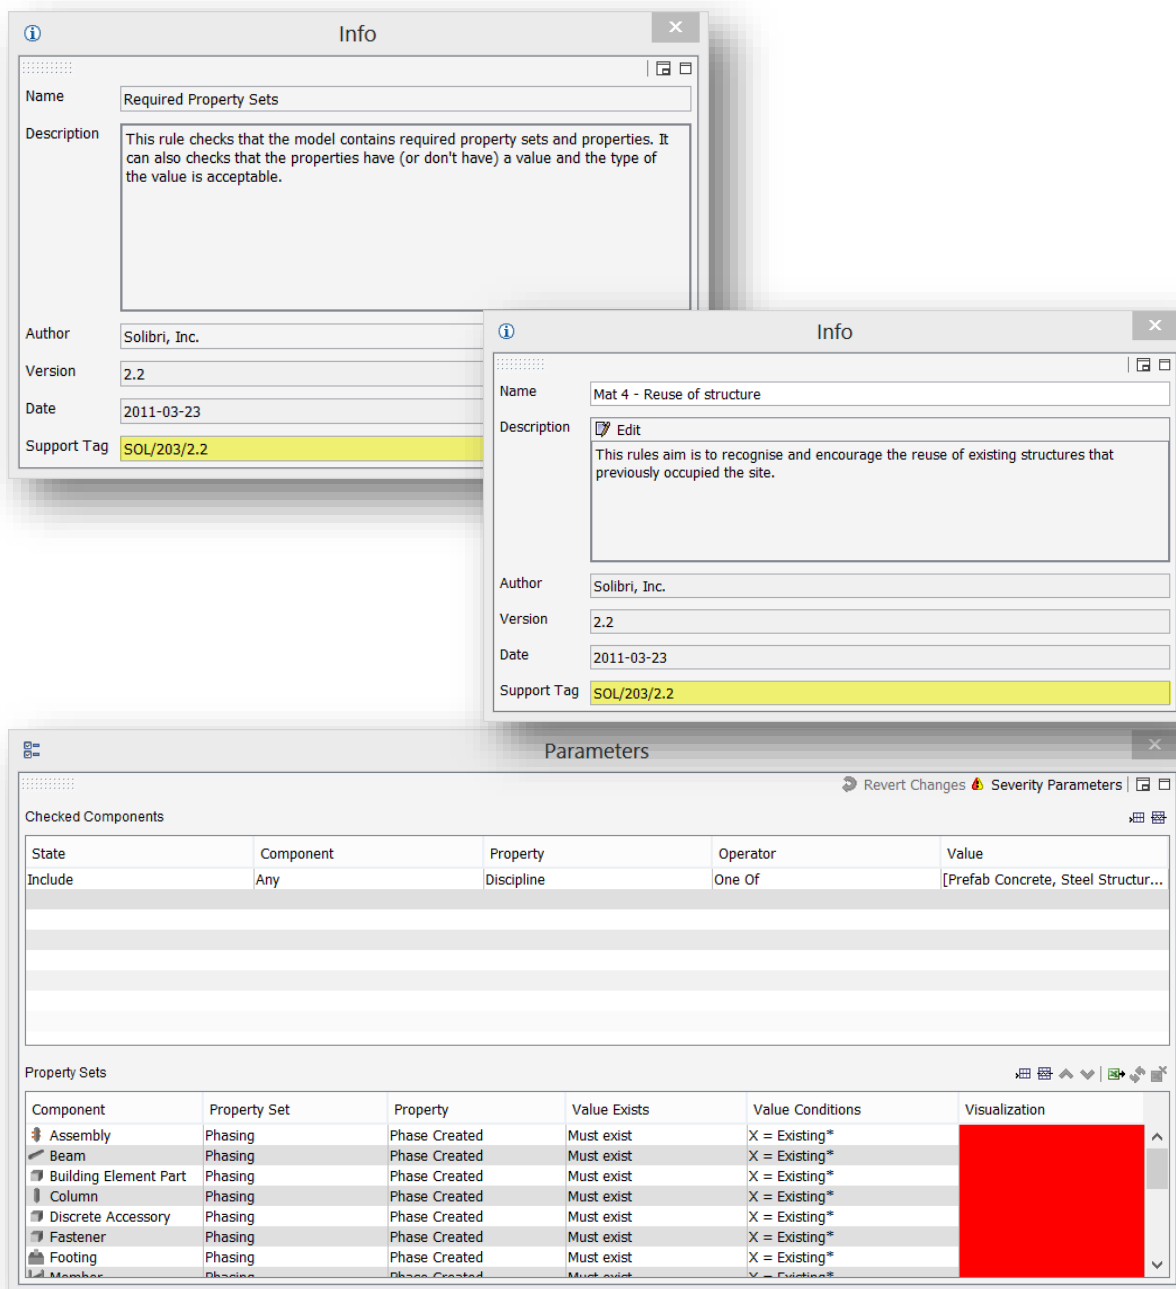 Info
Name
Required Property Sets
Description
This rule checks that the model contains required property sets and properties. It
can also checks that the properties have (or don't have) a value and the type of
the value is acceptable.
Author
Solibri, Inc.
Version
2.2
Date
2011-03-23
Support Tag
SOL/203/2.2
Info
Name
Mat 4 - Reuse of structure
Description
Edit
This rules aim is to recognise and encourage the reuse of existing structures that
previously occupied the site.
Author
Solibri, Inc.
Version
2.2
Date
2011-03-23
Support Tag
SOL/203/2.2
Parameters
Revert Changes Severity Parameters
Checked Components
State Component Property Operator Value
Include Any Discipline One Of [Prefab Concrete, Steel Structur...
Property Sets
Component Property Set Property Value Exists Value Conditions Visualization
Assembly Phasing Phase Created Must exist X = Existing*
Beam Phasing Phase Created Must exist X = Existing*
Building Element Part Phasing Phase Created Must exist X = Existing*
Column Phasing Phase Created Must exist X = Existing*
Discrete Accessory Phasing Phase Created Must exist X = Existing*
Fastener Phasing Phase Created Must exist X = Existing*
Footing Phasing Phase Created Must exist X = Existing*
Member Phasing Phase Created Must exist X = Existing*